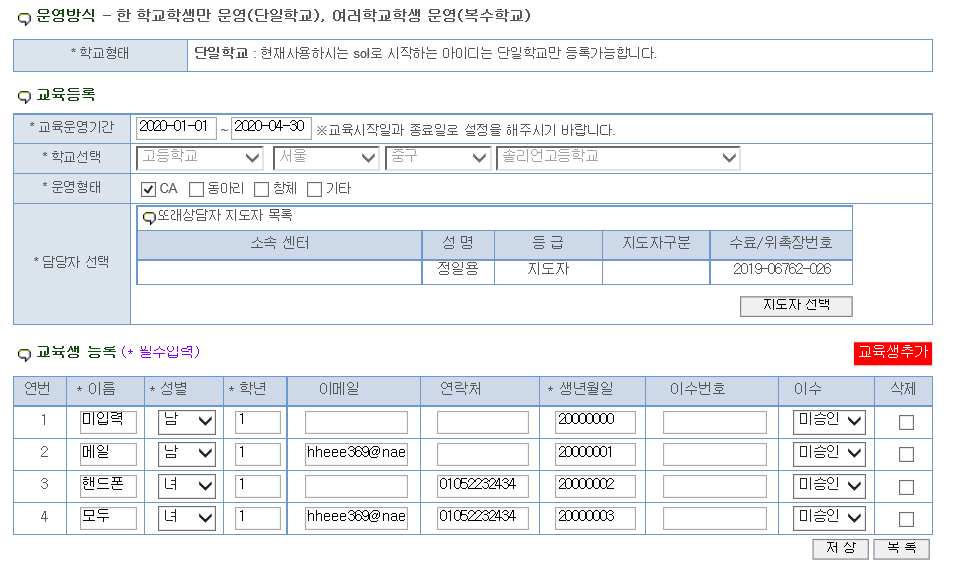 운영방식 - 한 학교학생만 운영(단일학교), 여러학교학생 운영(복수학교)
* 학교형태 단일학교 : 현재사용하시는 sol로 시작하는 아이디는 단일학교만 등록가능합니다.
교육등록
* 교육운영기간 2020-01-01 ~ 2020-04-30 ※교육시작일과 종료일로 설정을 해주시기 바랍니다.
* 학교선택 고등학교 서울 중구 솔리언고등학교
* 운영형태 CA 동아리 창체 기타
또래상담자 지도자 목록
소속 센터 성 명 등 급 지도자구분 수료/위촉장번호
* 담당자 선택
정일용 지도자 2019-06762-026
지도자 선택
교육생 등록 (* 필수입력) 교육생추가
연번 * 이름 * 성별 * 학년 이메일 연락처 * 생년월일 이수번호 이수 삭제
1 미입력 남 1 20000000 미승인
2 메일 남 1 hheee369@nae 20000001 미승인
3 핸드폰 녀 1 01052232434 20000002 미승인
4 모두 녀 1 hheee369@nae 01052232434 20000003 미승인
저 장 목 록